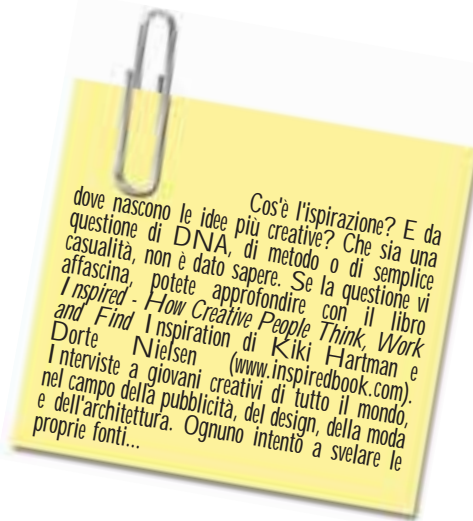 Cos'è l'ispirazione? E da
dove nascono le idee più creative? Che sia una
questione di DNA, di metodo o di semplice
casualità, non è dato sapere. Se la questione vi
affascina, potete approfondire con il libro
Inspired - How Creative People Think, Work
and Find Inspiration di Kiki Hartman e
Dorte Nielsen (www.inspiredbook.com).
Interviste a giovani creativi di tutto il mondo,
nel campo della pubblicità, del design, della moda
e dell'architettura. Ognuno intento a svelare le
proprie fonti...